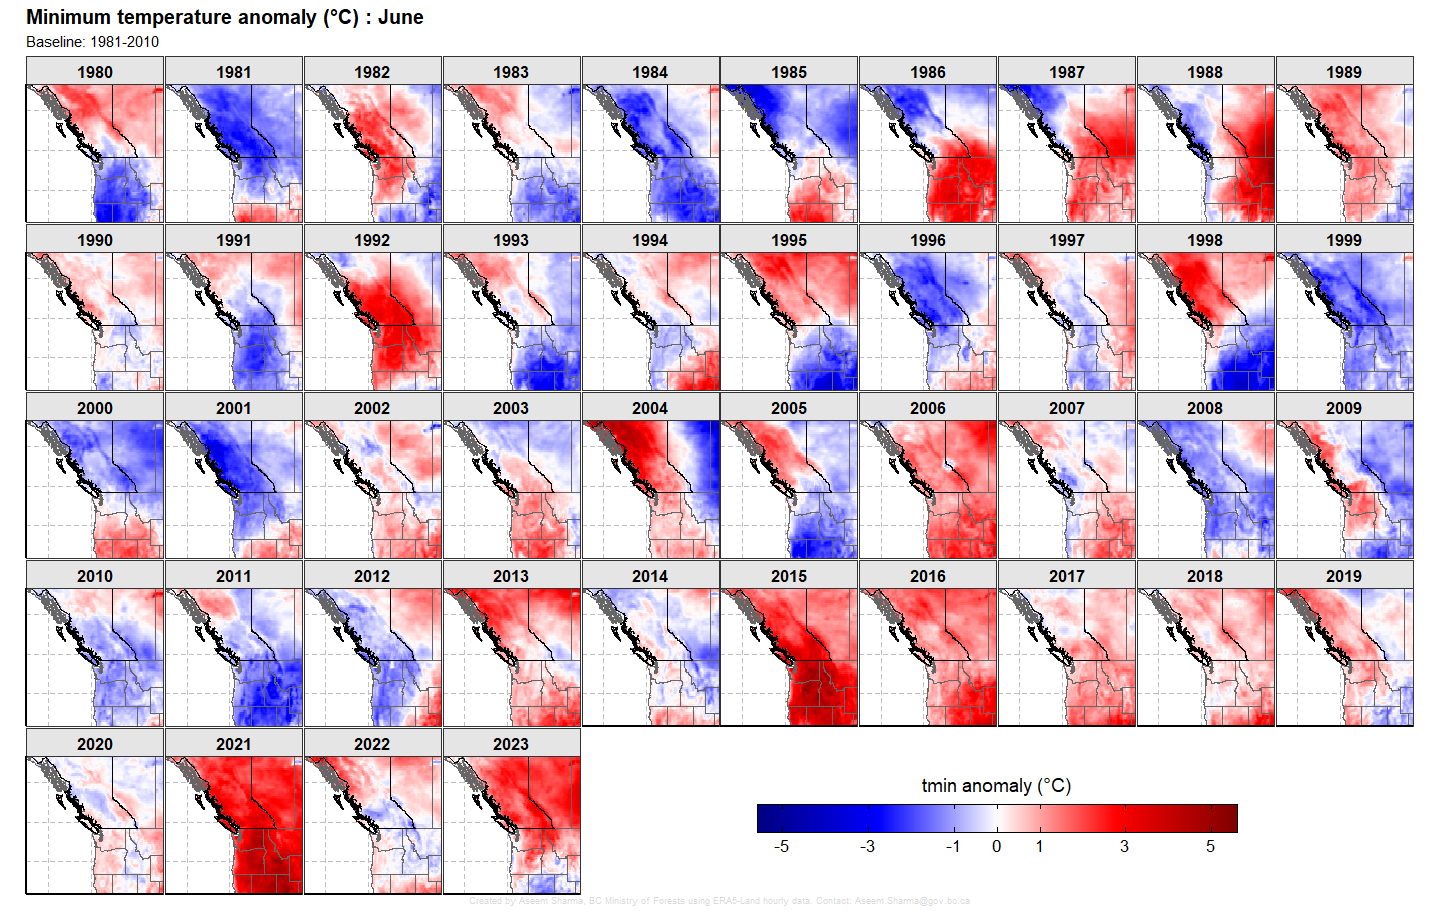 Minimum temperature anomaly (°C) : June
Baseline: 1981-2010
1980 1981 1982 1983 1984 1985 1986 1987 1988 1989
1990 1991 1992 1993 1994 1995 1996 1997 1998 1999
2000 2001 2002 2003 2004 2005 2006 2007 2008 2009
2010 2011 2012 2013 2014 2015 2016 2017 2018 2019
2020 2021 2022 2023
tmin anomaly (°C)
-5 -3 -1 0 1 3 5
Created by Aseem Sharma, BC Ministry of Forests using ERA5-Land hourly data. Contact: Aseem.Sharma@gov.bc.ca